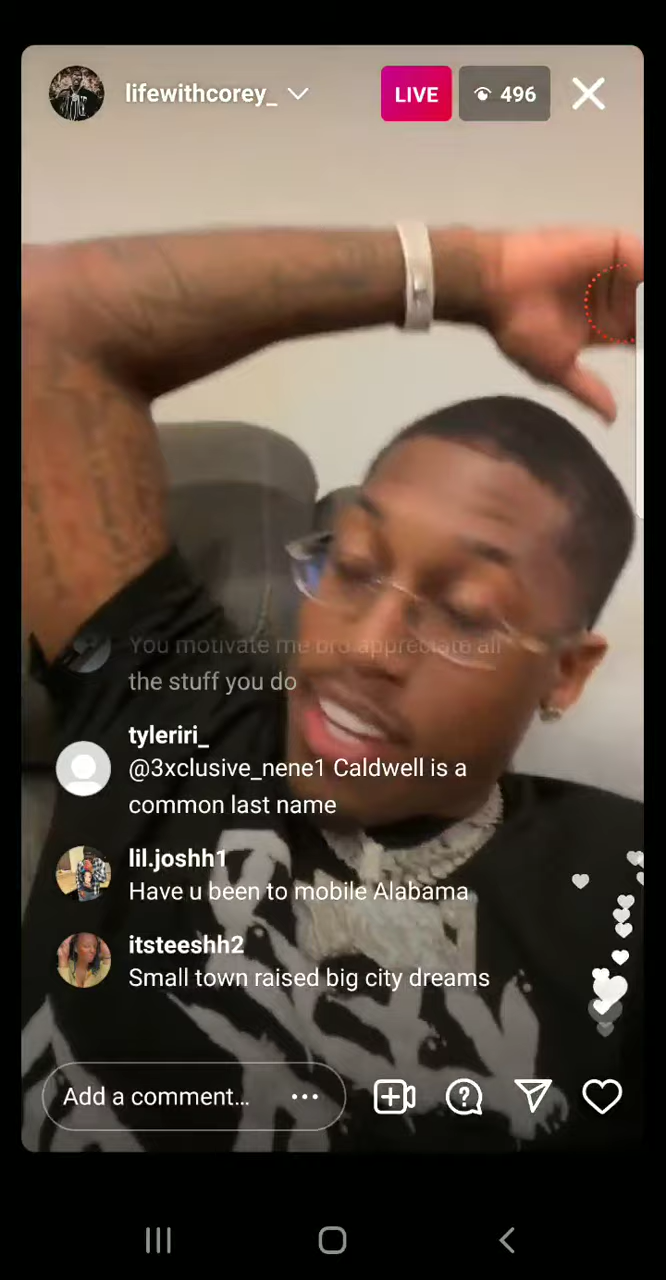 lifewithcorey_
LIVE
496
You motivate me bro appreciate all
the stuff you do
tyleriri_
@3xclusive_nene1 Caldwell is a
common last name
lil.joshh1
Have u been to mobile Alabama
itsteeshh2
Small town raised big city dreams
Add a comment...